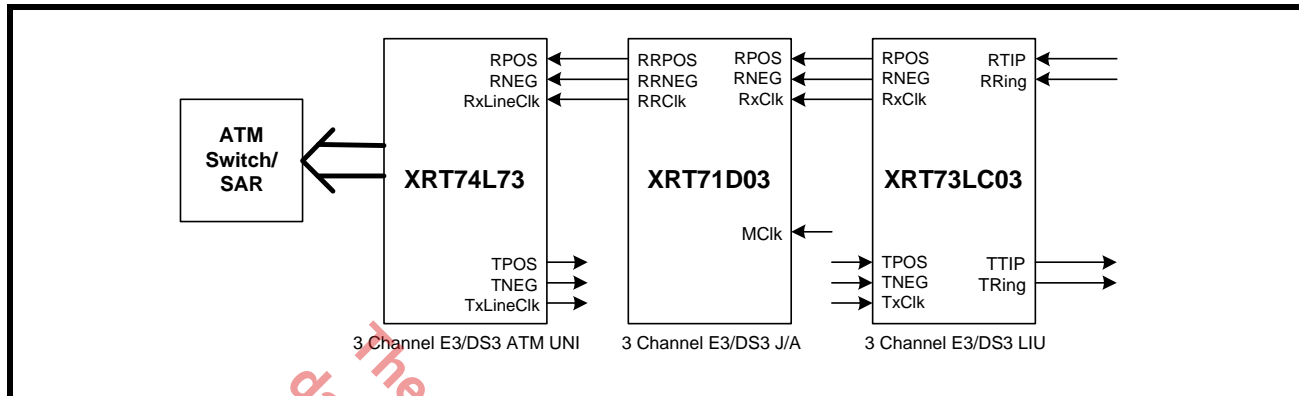 ATM
Switch/
SAR
RPOS
RNEG
RxLineClk
XRT74L73
TPOS
TNEG
TxLineClk
3 Channel E3/DS3 ATM UNI
RRPOS
RRNEG
RRClk
RPOS
RNEG
RxClk
XRT71D03
MClk
3 Channel E3/DS3 J/A
RPOS
RNEG
RxClk
RTIP
RRing
XRT73LC03
TPOS
TNEG
TxClk
TTIP
TRing
3 Channel E3/DS3 LIU
The